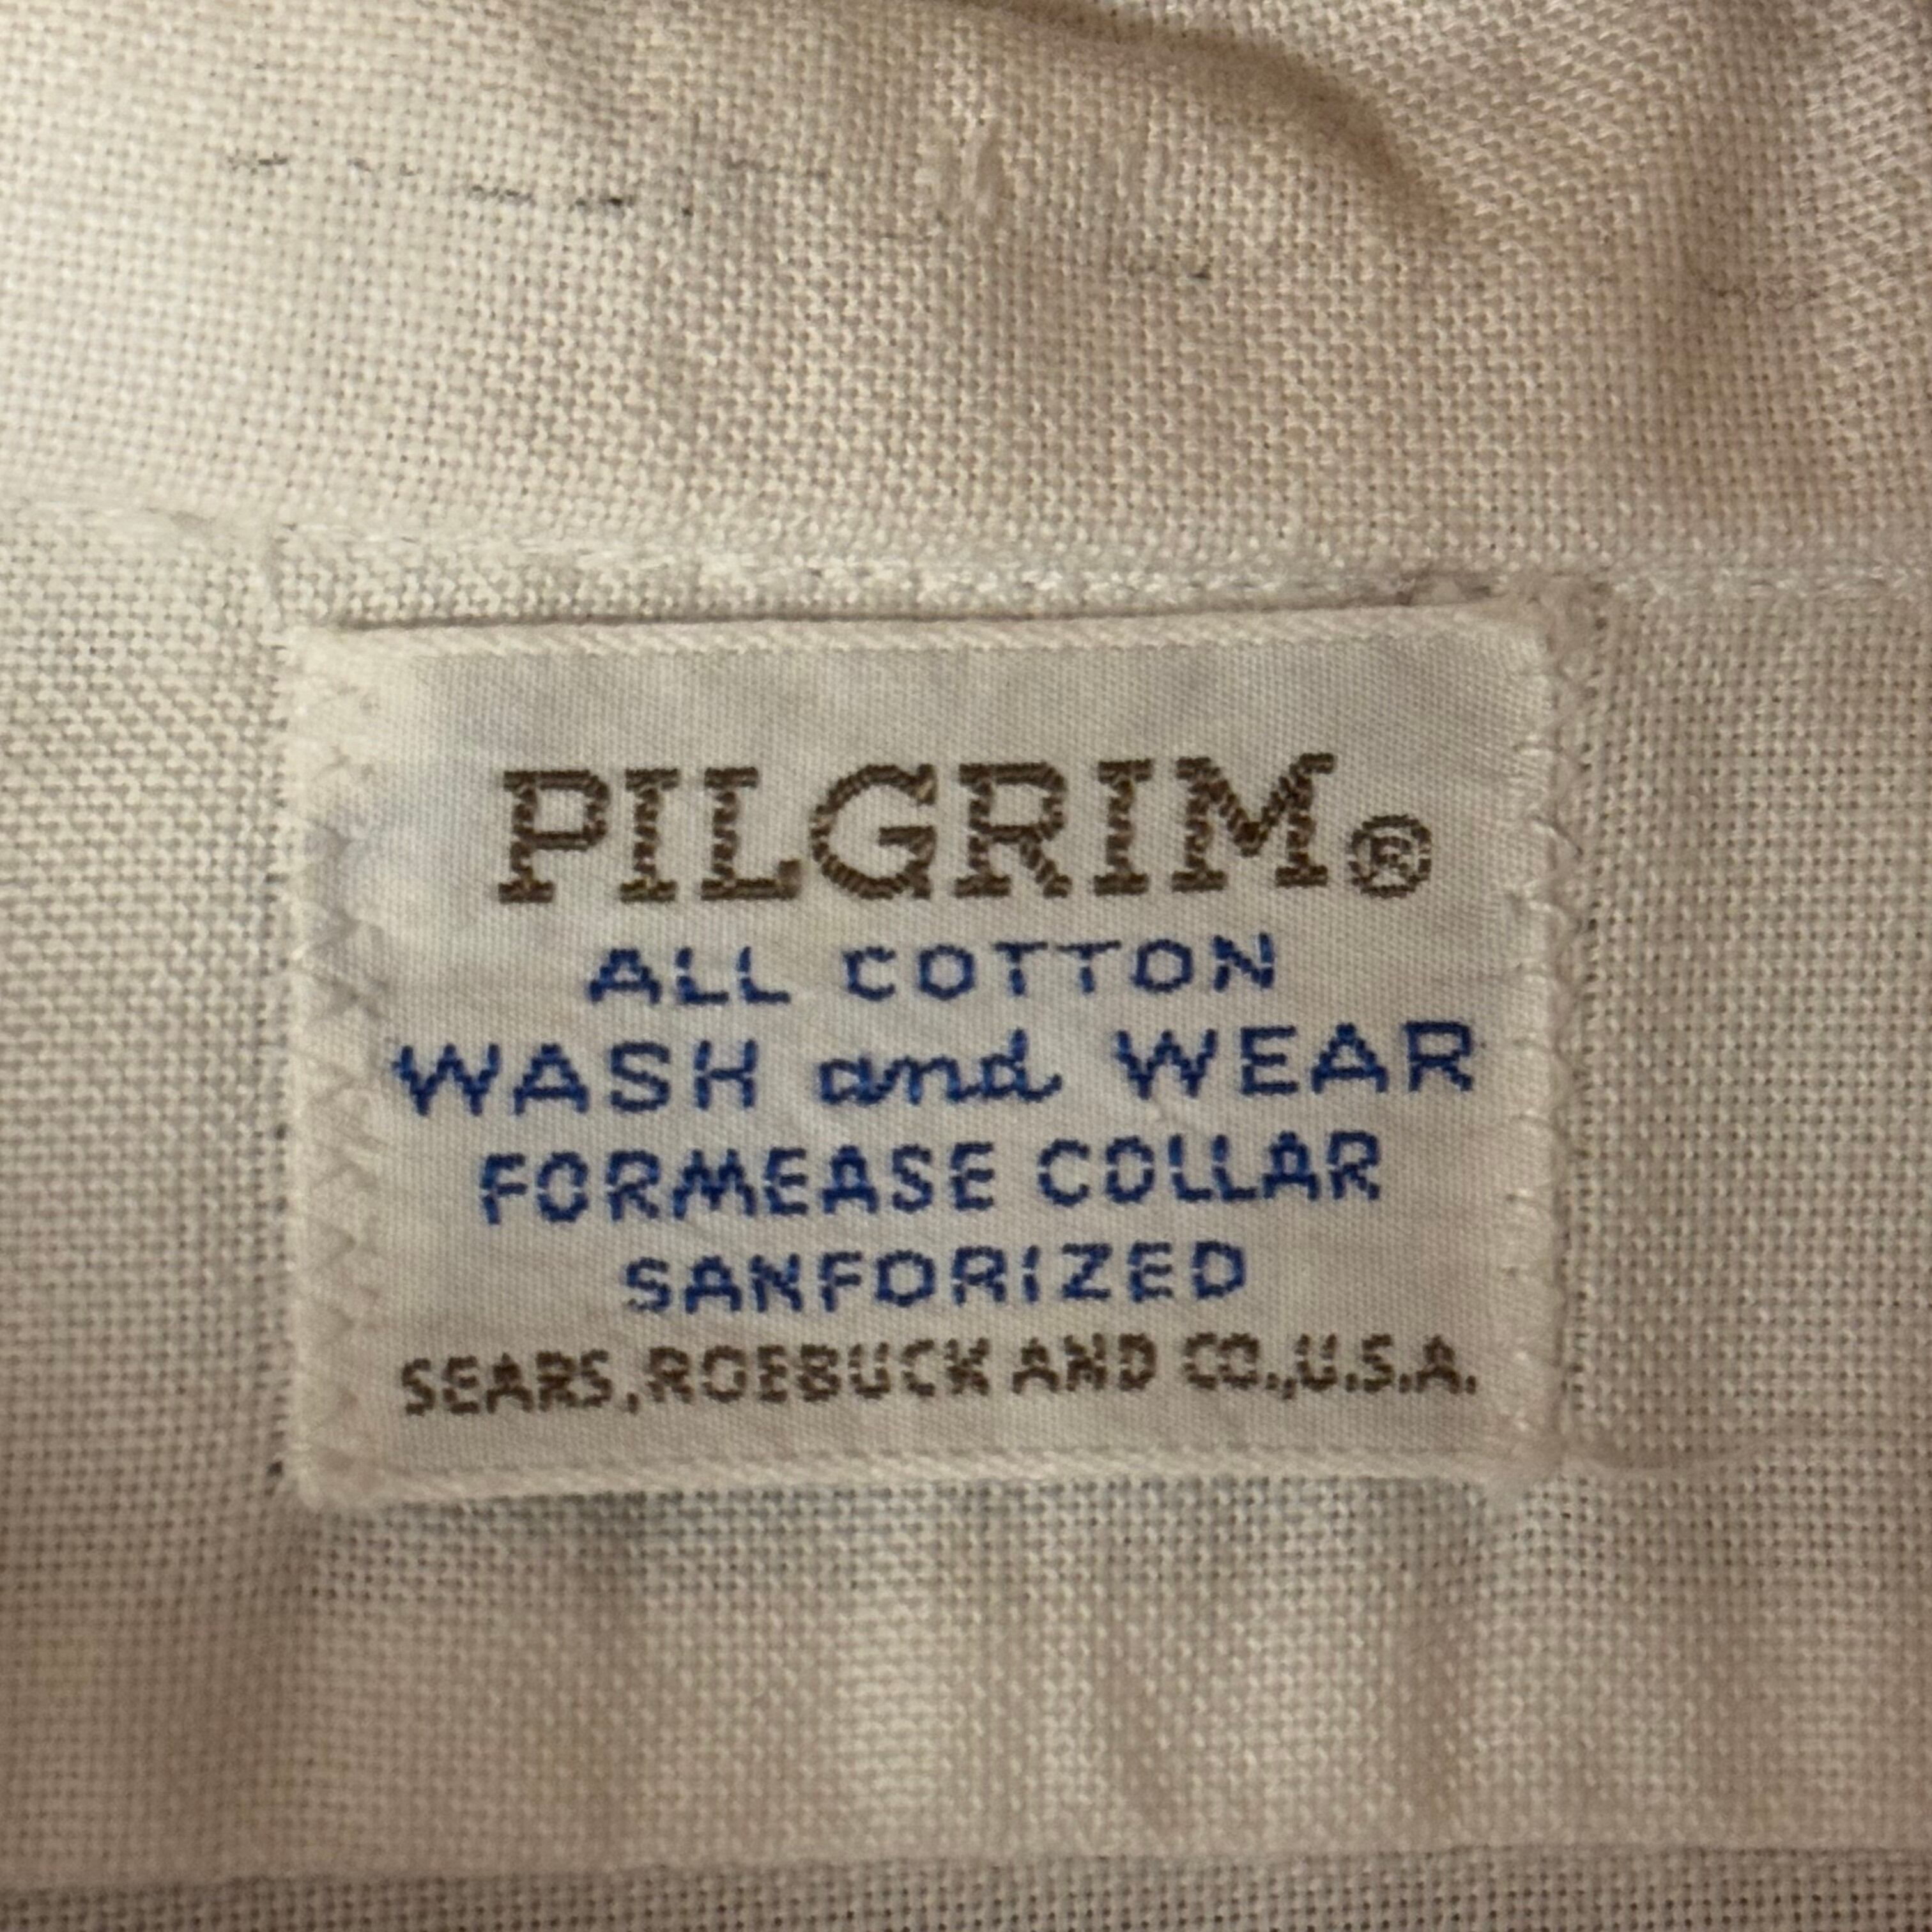 PILGRIM®
ALL COTTON
WASH and WEAR
FORMEASE COLLAR
SANFORIZED
SEARS, ROEBUCK AND CO., U.S.A.